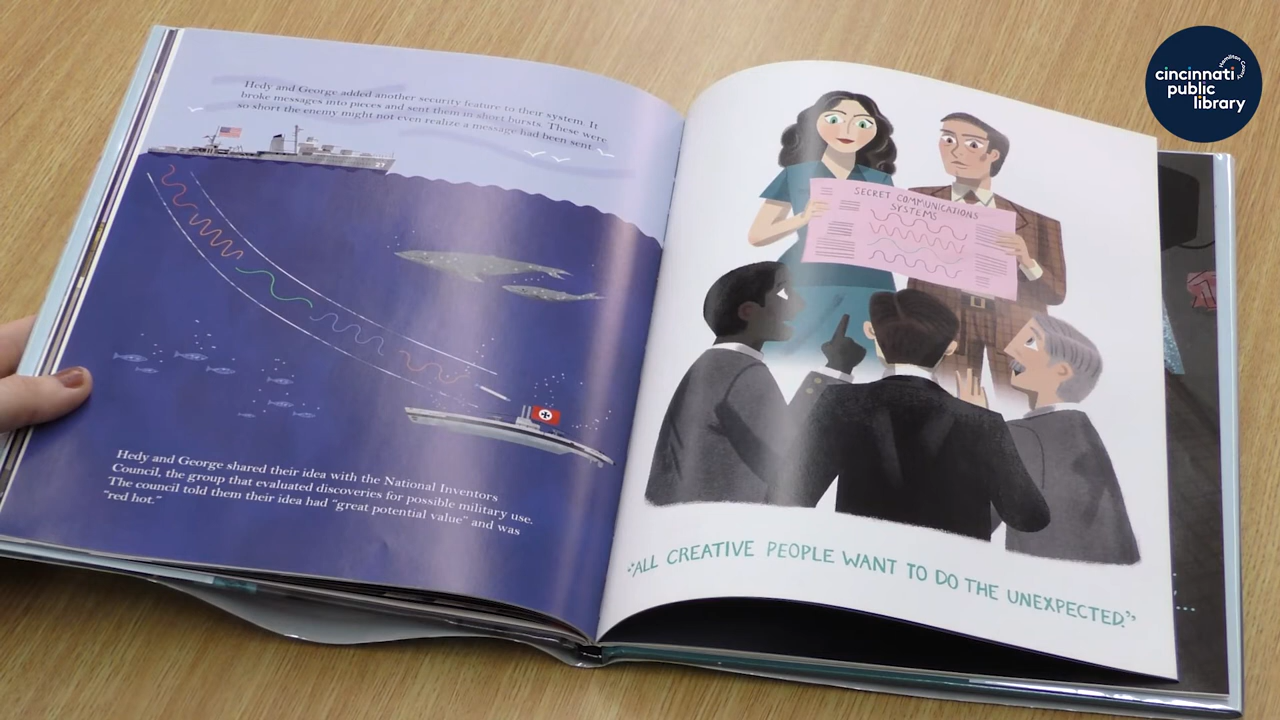 Hedy and George added another security feature to their system. It
broke messages into pieces and sent them in short bursts. These were
so short the enemy might not even realize a message had been sent.
27
Hedy and George shared their idea with the National Inventors
Council, the group that evaluated discoveries for possible military use.
The council told them their idea had “great potential value” and was
“red hot.”
SECRET COMMUNICATIONS
SYSTEMS
“ALL CREATIVE PEOPLE WANT TO DO THE UNEXPECTED.”
cincinnati
public
library
Hamilton County